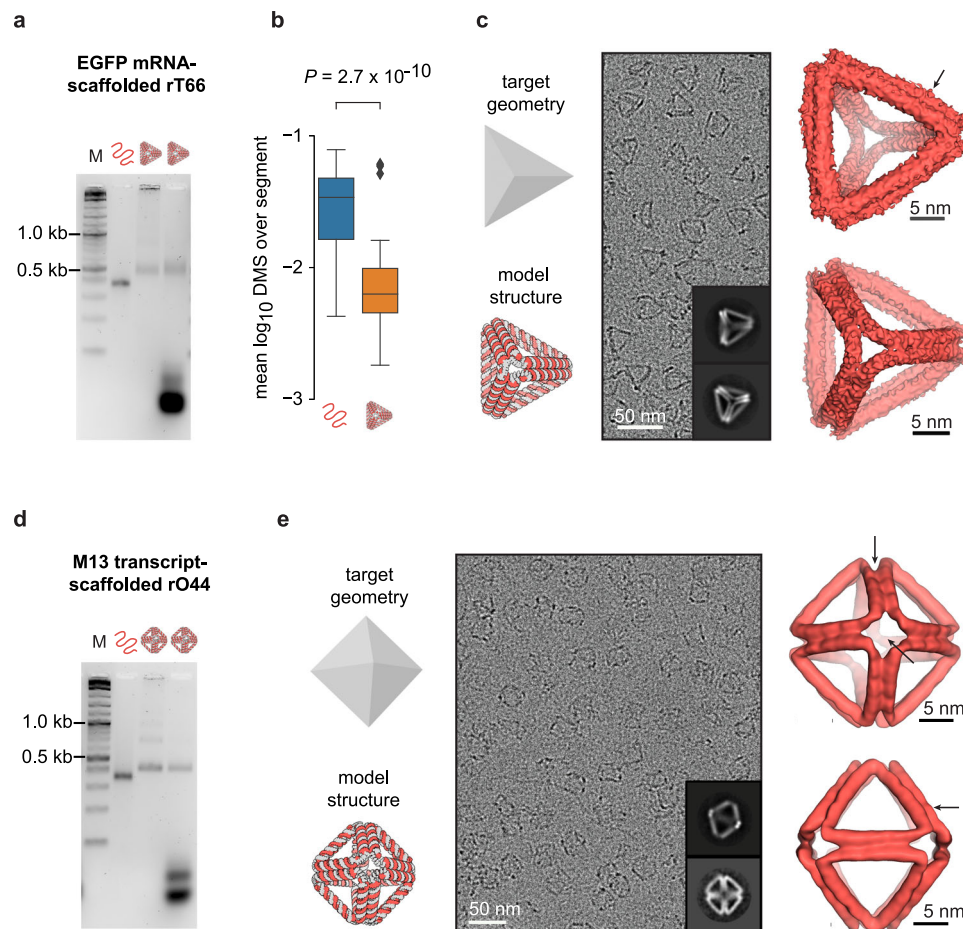 a
EGFP mRNA-
scaffolded rT66
M
1.0 kb
0.5 kb
b
P = 2.7 x 10⁻¹⁰
−1
−2
−3
mean log₁₀ DMS over segment
c
target
geometry
model
structure
50 nm
5 nm
5 nm
d
M13 transcript-
scaffolded rO44
M
1.0 kb
0.5 kb
e
target
geometry
model
structure
50 nm
5 nm
5 nm